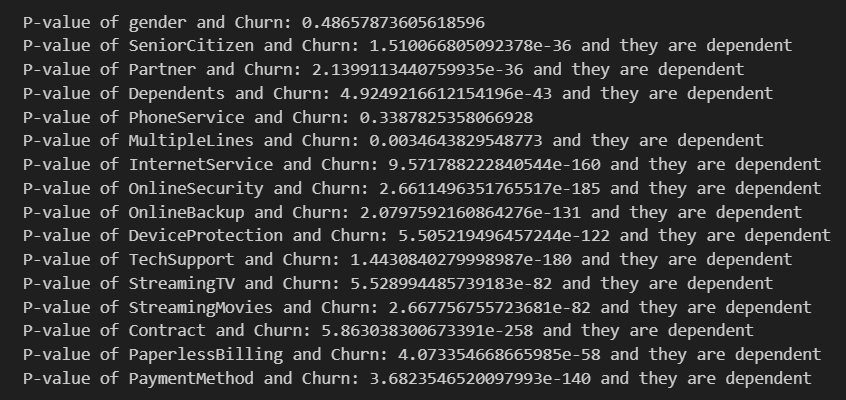 P-value of gender and Churn: 0.48657873605618596
P-value of SeniorCitizen and Churn: 1.510066805092378e-36 and they are dependent
P-value of Partner and Churn: 2.1399113440759935e-36 and they are dependent
P-value of Dependents and Churn: 4.9249216612154196e-43 and they are dependent
P-value of PhoneService and Churn: 0.3387825358066928
P-value of MultipleLines and Churn: 0.0034643829548773 and they are dependent
P-value of InternetService and Churn: 9.571788222840544e-160 and they are dependent
P-value of OnlineSecurity and Churn: 2.6611496351765517e-185 and they are dependent
P-value of OnlineBackup and Churn: 2.0797592160864276e-131 and they are dependent
P-value of DeviceProtection and Churn: 5.505219496457244e-122 and they are dependent
P-value of TechSupport and Churn: 1.4430840279998987e-180 and they are dependent
P-value of StreamingTV and Churn: 5.528994485739183e-82 and they are dependent
P-value of StreamingMovies and Churn: 2.667756755723681e-82 and they are dependent
P-value of Contract and Churn: 5.863038300673391e-258 and they are dependent
P-value of PaperlessBilling and Churn: 4.073354668665985e-58 and they are dependent
P-value of PaymentMethod and Churn: 3.6823546520097993e-140 and they are dependent